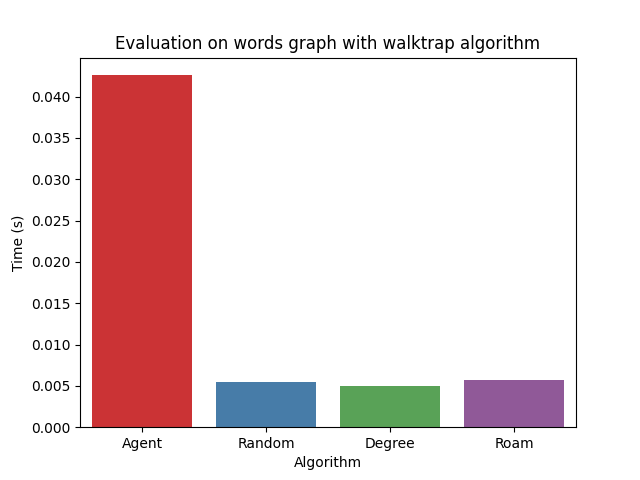 Evaluation on words graph with walktrap algorithm
0.040
0.035
0.030
0.025
0.020
0.015
0.010
0.005
0.000
Time (s)
Agent Random Degree Roam
Algorithm